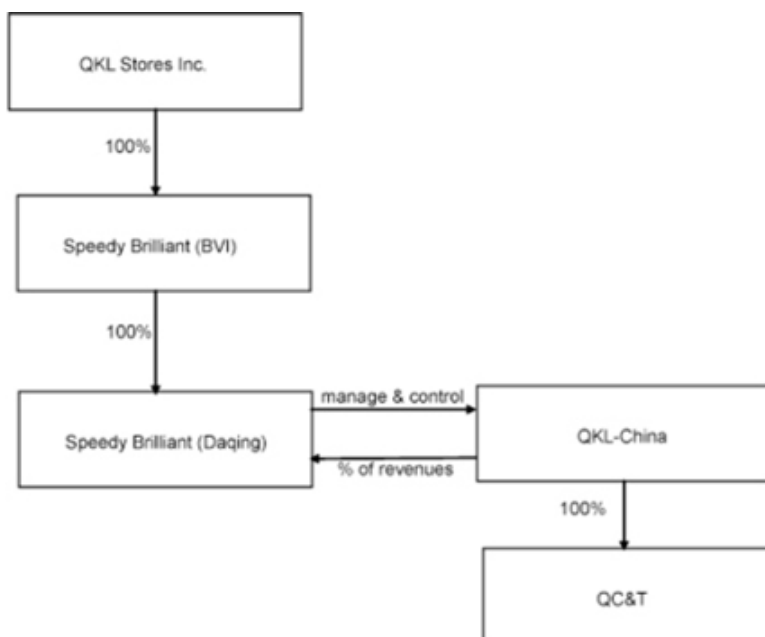 QKL Stores Inc.
100%
Speedy Brilliant (BVI)
100%
manage & control
Speedy Brilliant (Daqing)
QKL-China
% of revenues
100%
QC&T